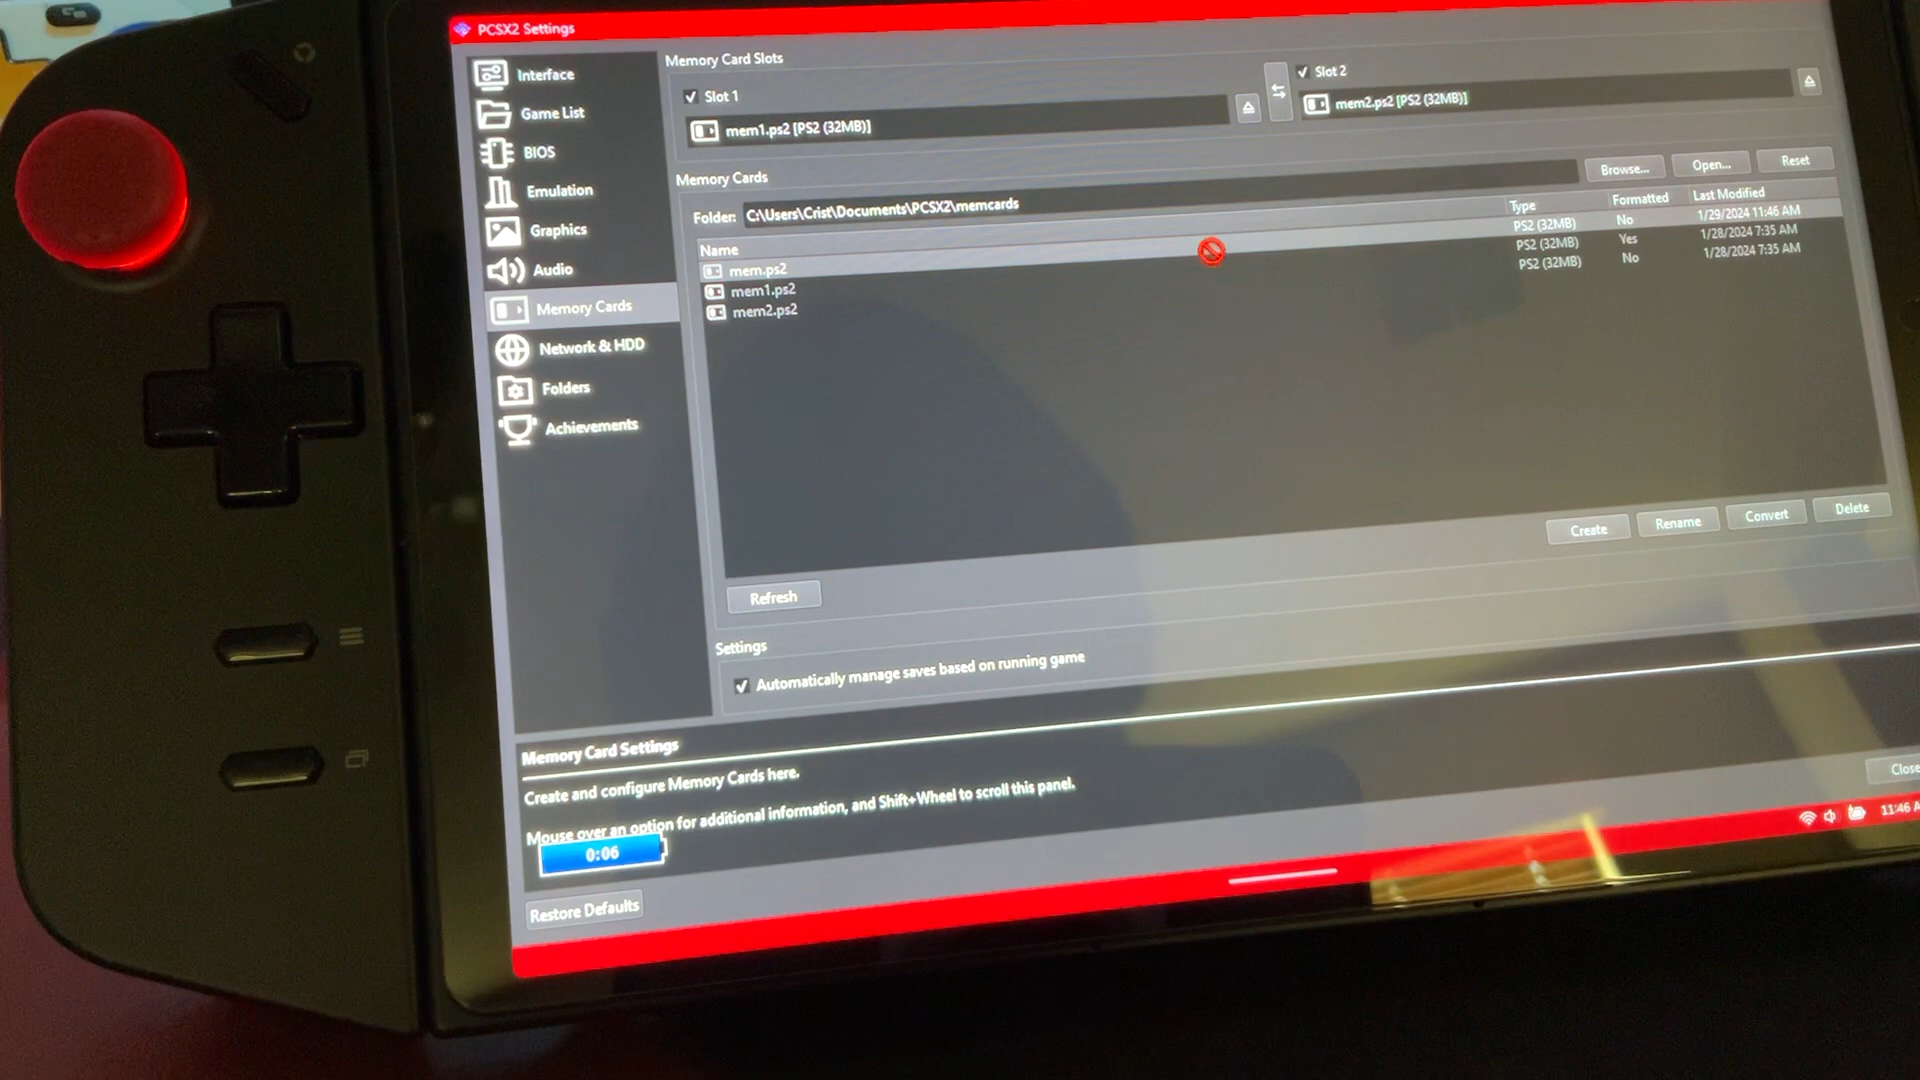 PCSX2 Settings
Interface
Game List
BIOS
Emulation
Graphics
Audio
Memory Cards
Network & HDD
Folders
Achievements
Memory Card Slots
Slot 1
mem1.ps2 [PS2 (32MB)]
Slot 2
mem2.ps2 [PS2 (32MB)]
Memory Cards
Browse...
Open...
Reset
Folder: C:\Users\Crist\Documents\PCSX2\memcards
Name Type Formatted Last Modified
mem.ps2 PS2 (32MB) No 1/29/2024 11:46 AM
mem1.ps2 PS2 (32MB) Yes 1/28/2024 7:35 AM
mem2.ps2 PS2 (32MB) No 1/28/2024 7:35 AM
Create
Rename
Convert
Delete
Refresh
Settings
Automatically manage saves based on running game
Memory Card Settings
Create and configure Memory Cards here.
Mouse over an option for additional information, and Shift+Wheel to scroll this panel.
0:06
Restore Defaults
Close
11:46 A